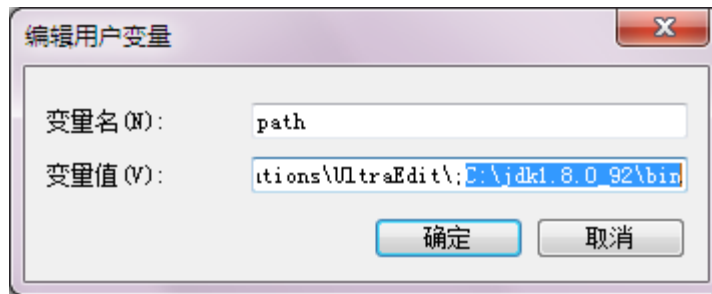 编辑用户变量
变量名(N):
path
变量值(V):
itions\UltraEdit\;C:\jdk1.8.0_92\bin
确定
取消